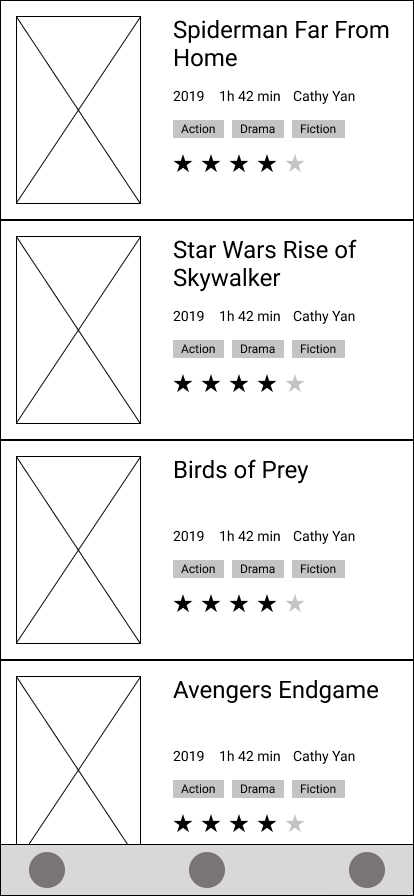 Spiderman Far From
Home
2019 1h 42 min Cathy Yan
Action Drama Fiction
Star Wars Rise of
Skywalker
2019 1h 42 min Cathy Yan
Action Drama Fiction
Birds of Prey
2019 1h 42 min Cathy Yan
Action Drama Fiction
Avengers Endgame
2019 1h 42 min Cathy Yan
Action Drama Fiction